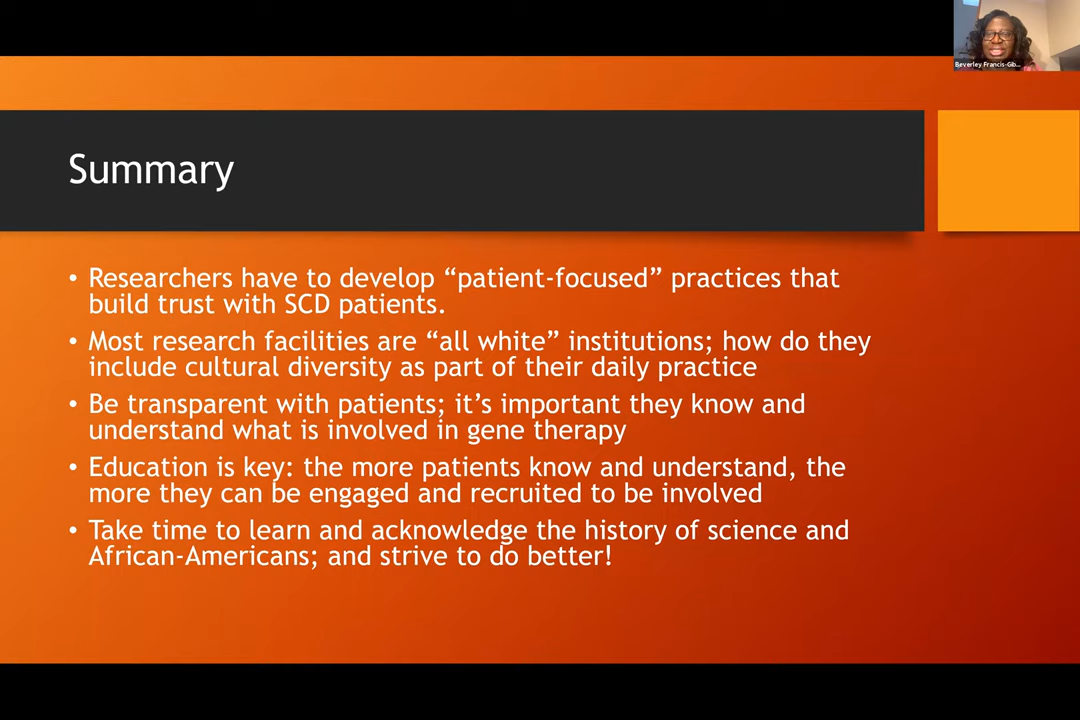 Beverley Francis-Gib...
Summary
• Researchers have to develop “patient-focused” practices that
build trust with SCD patients.
• Most research facilities are “all white” institutions; how do they
include cultural diversity as part of their daily practice
• Be transparent with patients; it’s important they know and
understand what is involved in gene therapy
• Education is key: the more patients know and understand, the
more they can be engaged and recruited to be involved
• Take time to learn and acknowledge the history of science and
African-Americans; and strive to do better!